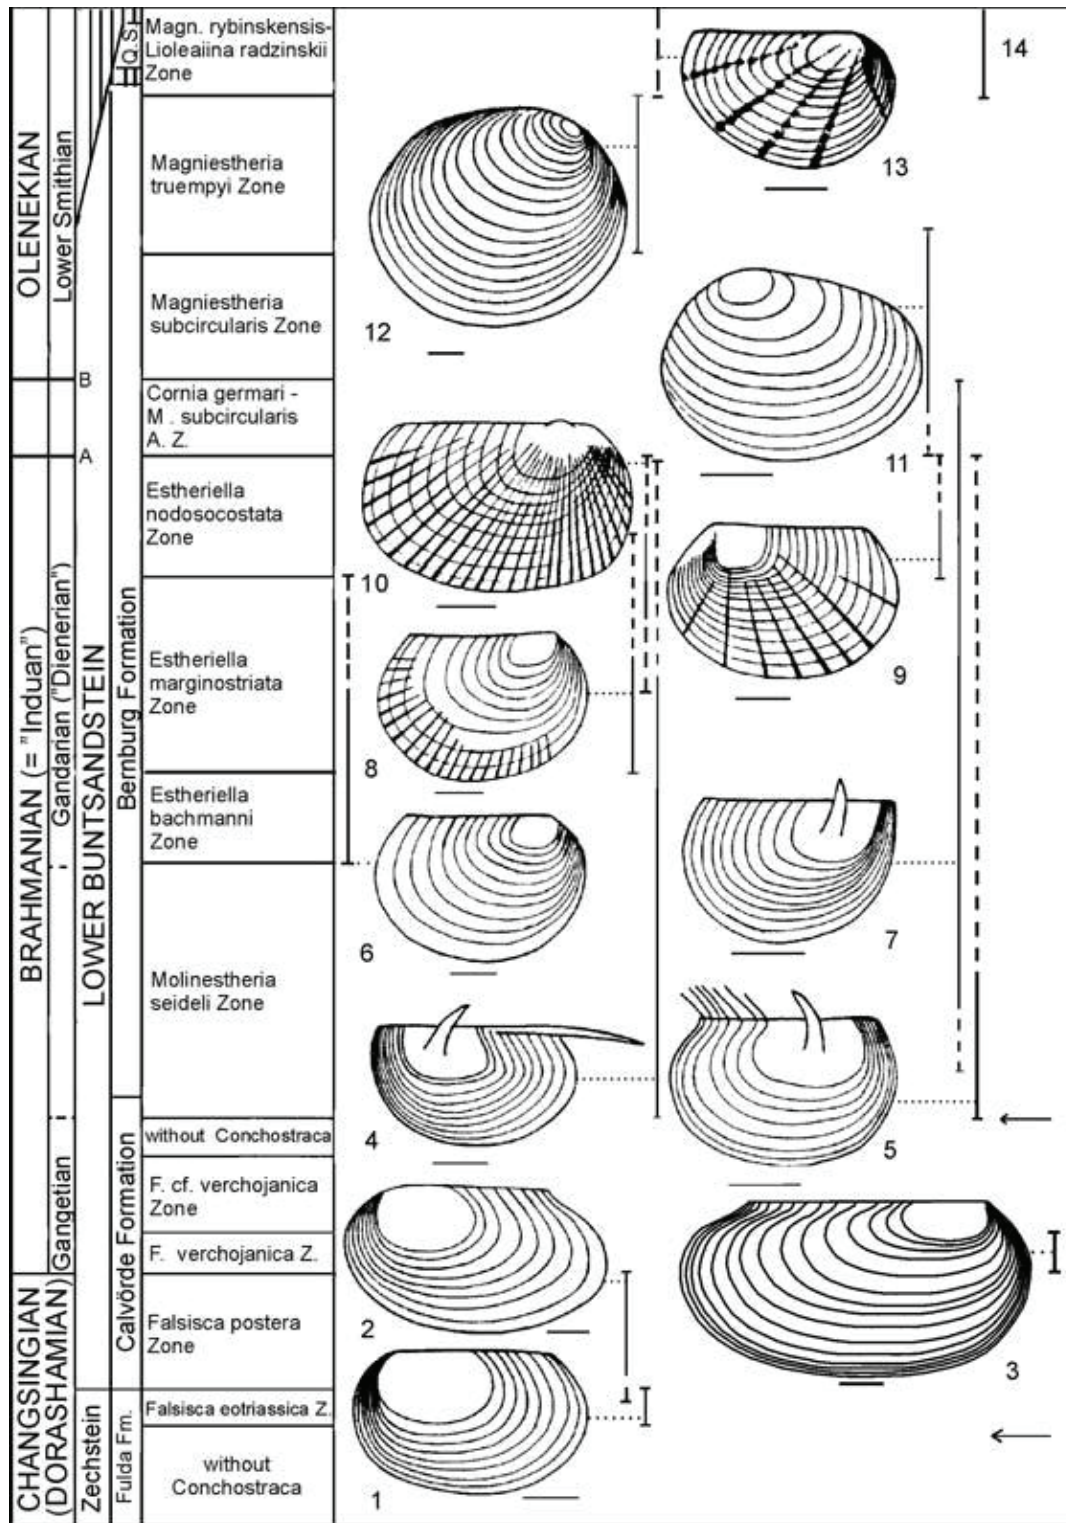 OLENEKIAN
BRAHMANIAN (= "Induan")
CHANGSINGIAN
(DORASHAMIAN)
Lower Smithian
Gandarian ("Dienerian")
Gangetian
LOWER BUNTSANDSTEIN
Zechstein
Q.S.
Bernburg Formation
Calvörde Formation
Fulda Fm.
B
A
Magn. rybinskensis-
Lioleaiina radzinskii
Zone
Magniestheria
truempyi Zone
Magniestheria
subcircularis Zone
Cornia germari -
M . subcircularis
A. Z.
Estheriella
nodosocostata
Zone
Estheriella
marginostriata
Zone
Estheriella
bachmanni
Zone
Molinestheria
seideli Zone
without Conchostraca
F. cf. verchojanica
Zone
F. verchojanica Z.
Falsisca postera
Zone
Falsisca eotriassica Z.
without
Conchostraca
14
13
12
11
10
9
8
7
6
5
4
3
2
1